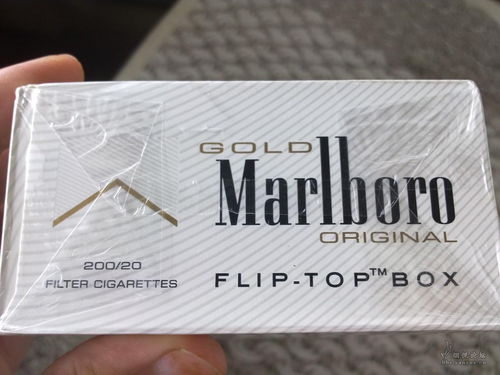 GOLD
Marlboro
ORIGINAL
200/20
FILTER CIGARETTES
FLIP-TOP™ BOX